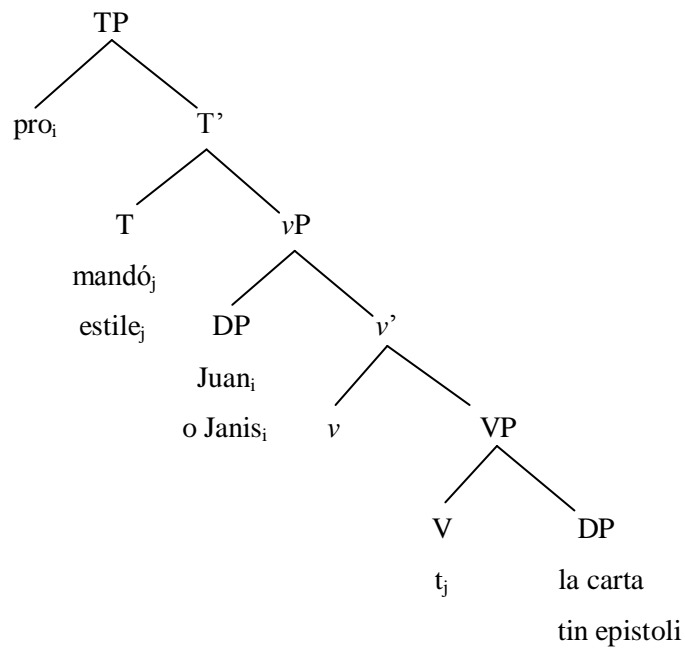 TP
proᵢ T’
T vP
mandóⱼ
estileⱼ DP v’
Juanᵢ
o Janisᵢ v VP
V DP
tⱼ la carta
tin epistoli